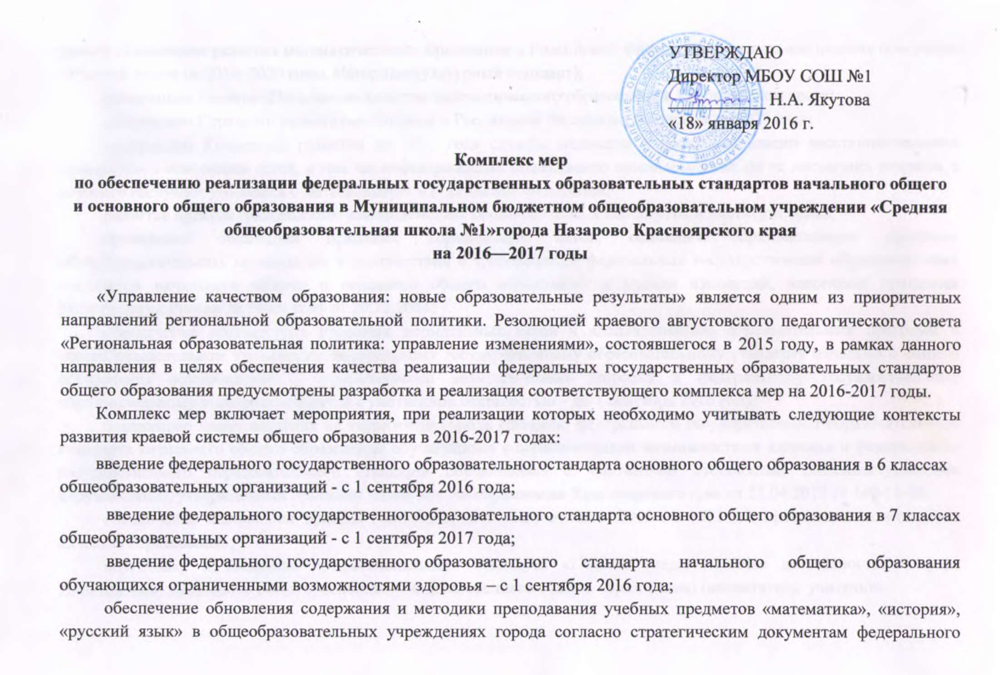 УТВЕРЖДАЮ
Директор МБОУ СОШ №1
Н.А. Якутова
«18» января 2016 г.
МБОУ
СОШ №1
Комплекс мер
по обеспечению реализации федеральных государственных образовательных стандартов начального общего
и основного общего образования в Муниципальном бюджетном общеобразовательном учреждении «Средняя
общеобразовательная школа №1»города Назарово Красноярского края
на 2016—2017 годы
«Управление качеством образования: новые образовательные результаты» является одним из приоритетных
направлений региональной образовательной политики. Резолюцией краевого августовского педагогического совета
«Региональная образовательная политика: управление изменениями», состоявшегося в 2015 году, в рамках данного
направления в целях обеспечения качества реализации федеральных государственных образовательных стандартов
общего образования предусмотрены разработка и реализация соответствующего комплекса мер на 2016-2017 годы.
Комплекс мер включает мероприятия, при реализации которых необходимо учитывать следующие контексты
развития краевой системы общего образования в 2016-2017 годах:
введение федерального государственного образовательногостандарта основного общего образования в 6 классах
общеобразовательных организаций - с 1 сентября 2016 года;
введение федерального государственногообразовательного стандарта основного общего образования в 7 классах
общеобразовательных организаций - с 1 сентября 2017 года;
введение федерального государственного образовательного стандарта начального общего образования
обучающихся ограниченными возможностями здоровья – с 1 сентября 2016 года;
обеспечение обновления содержания и методики преподавания учебных предметов «математика», «история»,
«русский язык» в общеобразовательных учреждениях города согласно стратегическим документам федерального